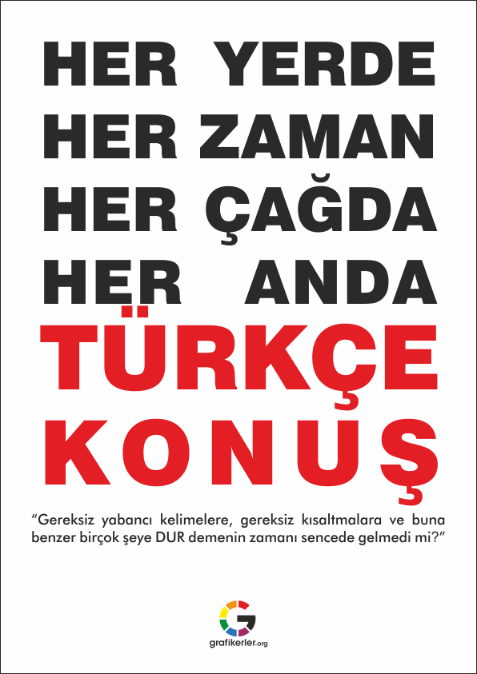 HER YERDE
HER ZAMAN
HER ÇAĞDA
HER ANDA
TÜRKÇE
KONUŞ
“Gereksiz yabancı kelimelere, gereksiz kısaltmalara ve buna
benzer birçok şeye DUR demenin zamanı sencede gelmedi mi?”
G
grafikerler.org